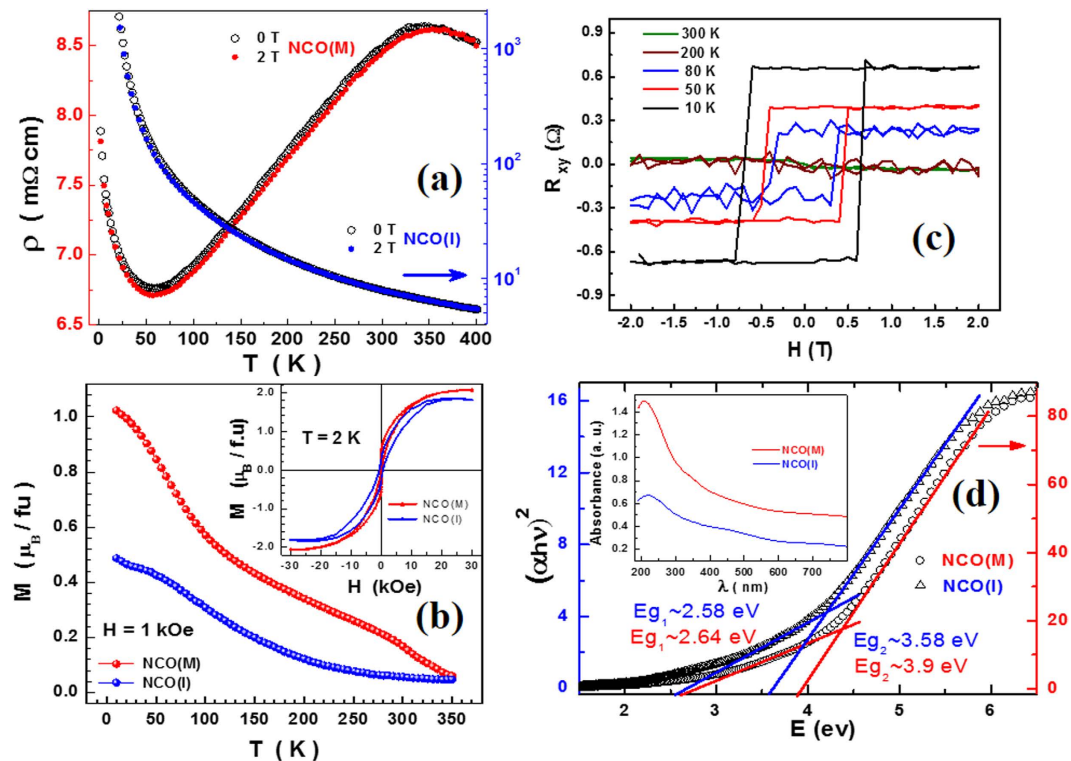 8.5
8.0
7.5
7.0
6.5
ρ ( mΩ cm)
0 T
2 T
NCO(M)
(a)
0 T
2 T
NCO(I)
10³
10²
10¹
0 50 100 150 200 250 300 350 400
T ( K )
0.9
0.6
0.3
0.0
-0.3
-0.6
-0.9
R xy (Ω)
300 K
200 K
80 K
50 K
10 K
(c)
-2.0 -1.5 -1.0 -0.5 0.0 0.5 1.0 1.5 2.0
H (T)
1.0
0.8
0.6
0.4
0.2
0.0
M (μB / fu)
2.0
1.0
0.0
-1.0
-2.0
M (μB / f.u)
T = 2 K
NCO(M)
NCO(I)
-30 -20 -10 0 10 20 30
H (kOe)
(b)
H = 1 kOe
NCO(M)
NCO(I)
0 50 100 150 200 250 300 350
T ( K )
16
12
8
4
0
(αhν)²
1.4
1.2
1.0
0.8
0.6
0.4
0.2
Absorbance (a. u.)
NCO(M)
NCO(I)
200 300 400 500 600 700
λ ( nm)
(d)
NCO(M)
NCO(I)
Eg₁~2.58 eV
Eg₁~2.64 eV
Eg₂~3.58 eV
Eg₂~3.9 eV
80
60
40
20
0
2 3 4 5 6
E (ev)